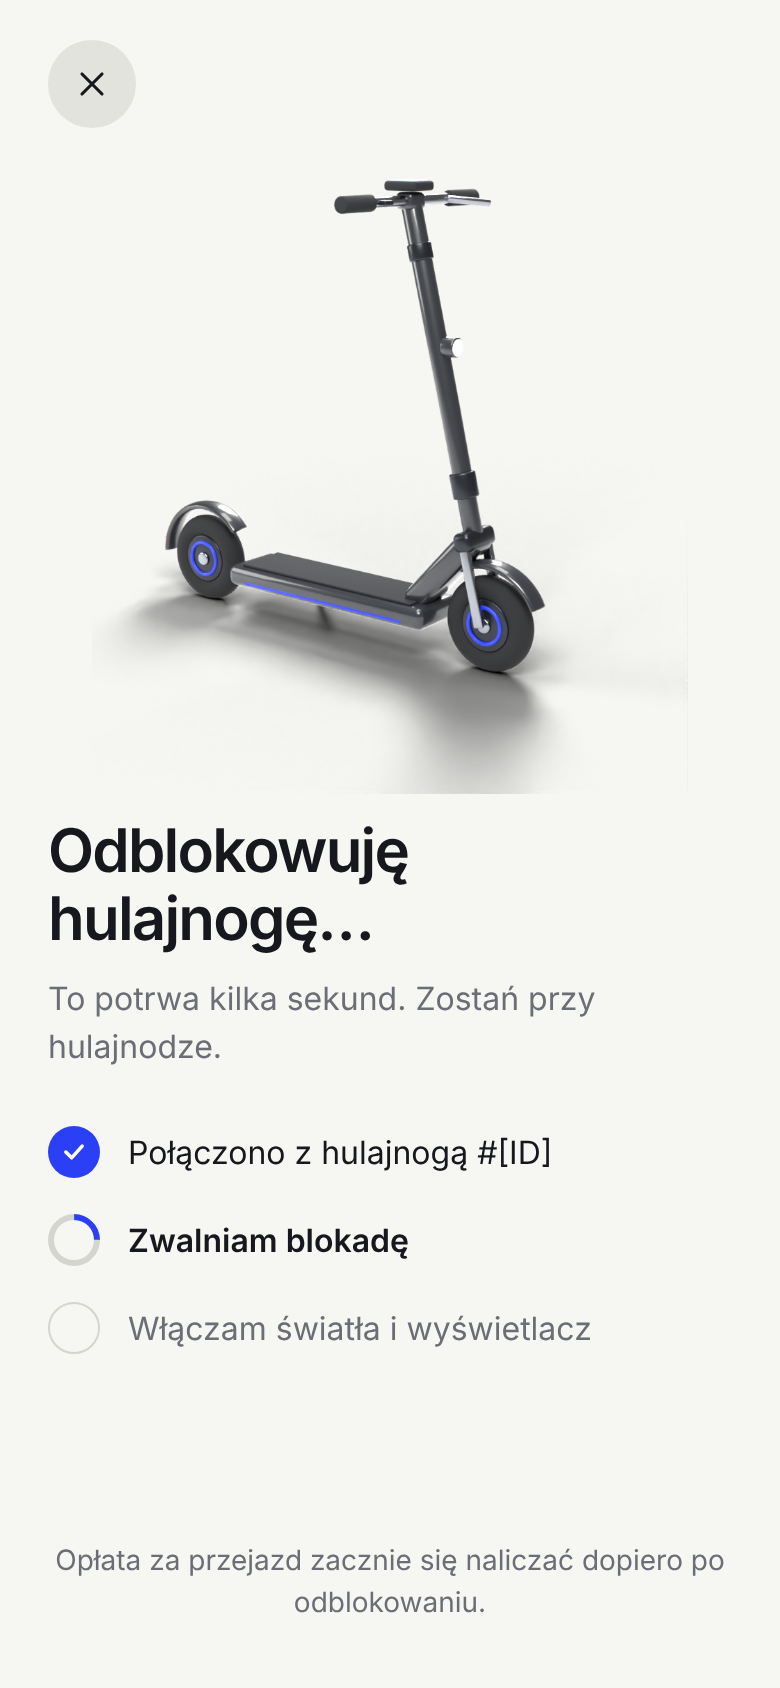 Odblokowuję
hulajnogę...
To potrwa kilka sekund. Zostań przy
hulajnodze.
Połączono z hulajnogą #[ID]
Zwalniam blokadę
Włączam światła i wyświetlacz
Opłata za przejazd zacznie się naliczać dopiero po
odblokowaniu.